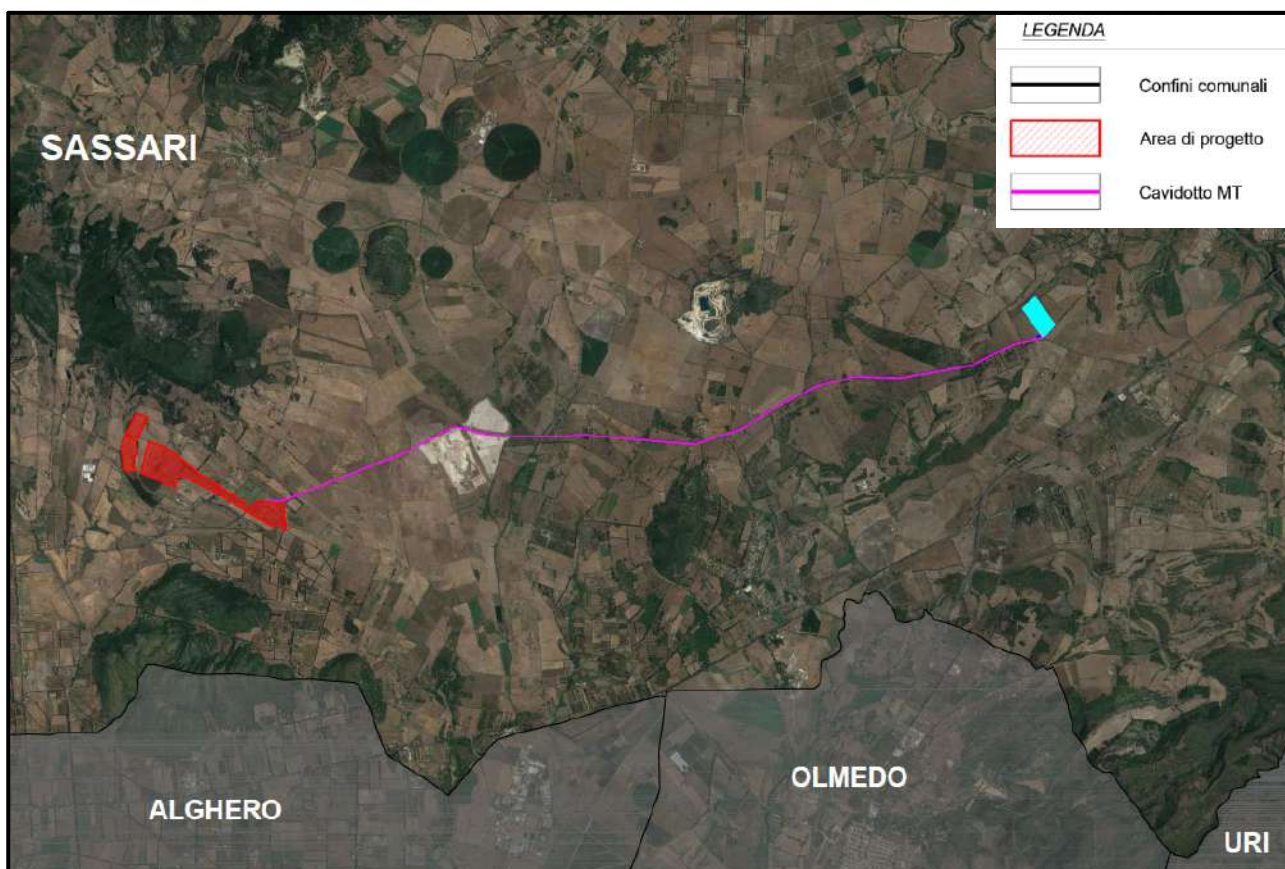 LEGENDA
Confini comunali
Area di progetto
Cavidotto MT
SASSARI
ALGHERO
OLMEDO
URI